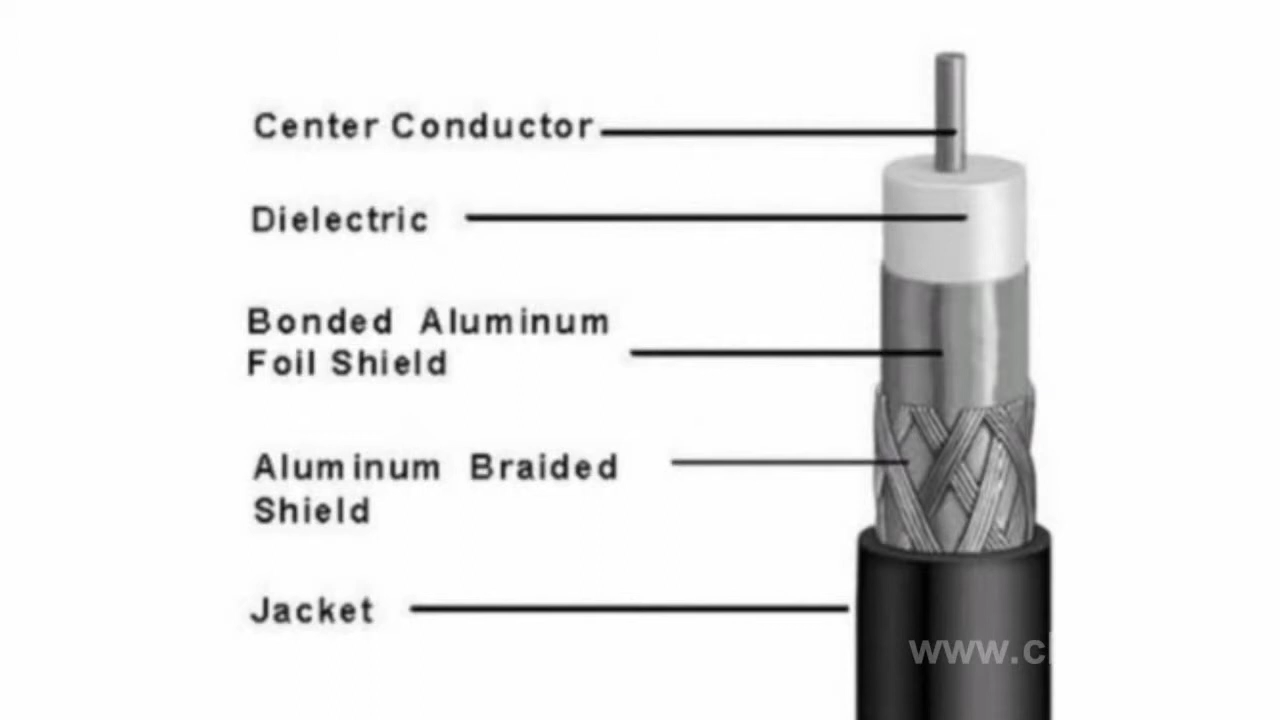 Center Conductor
Dielectric
Bonded Aluminum
Foil Shield
Aluminum Braided
Shield
Jacket